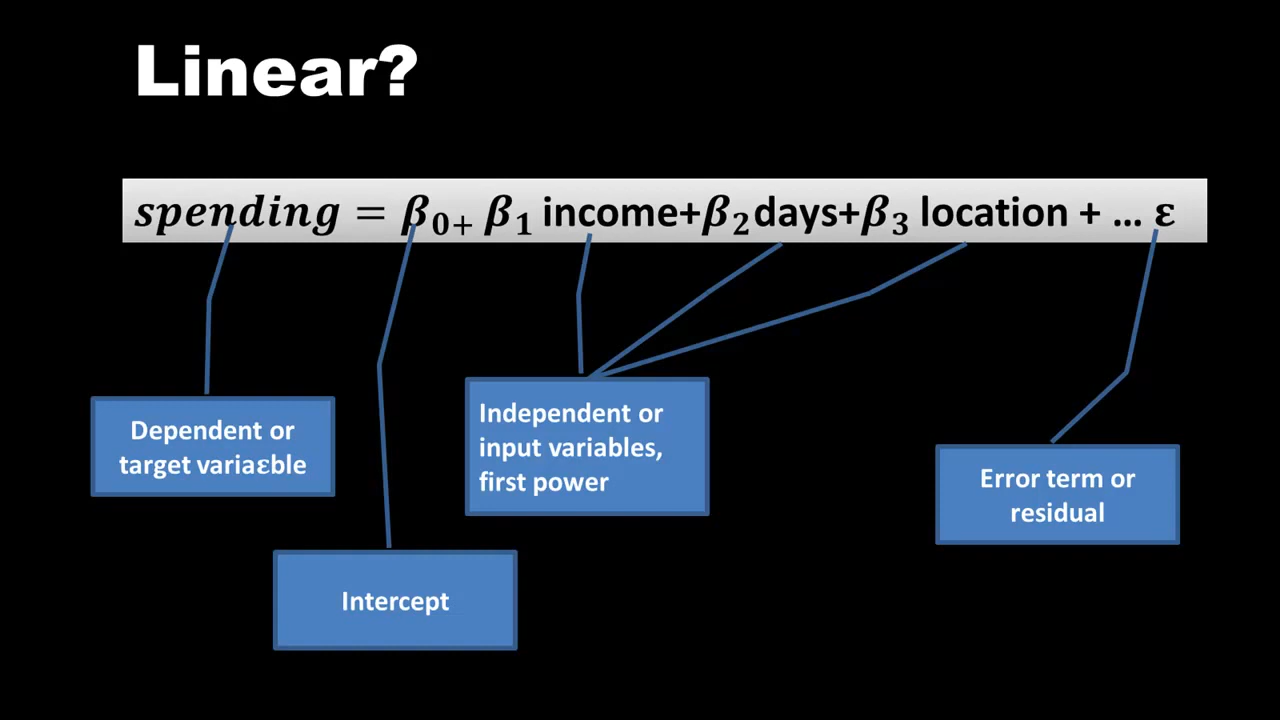 Linear?
spending = β₀₊ β₁ income+β₂days+β₃ location + ... ε
Dependent or
target variaεble
Independent or
input variables,
first power
Error term or
residual
Intercept